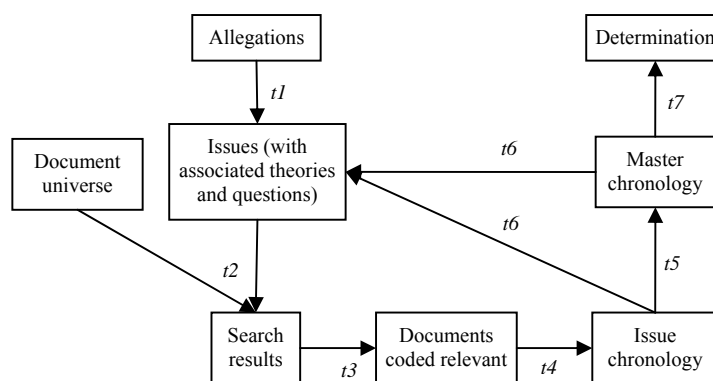 Allegations
Determination
t1
t7
Issues (with
associated theories
and questions)
t6
Master
chronology
Document
universe
t6
t2
t5
Search
results
t3
Documents
coded relevant
t4
Issue
chronology